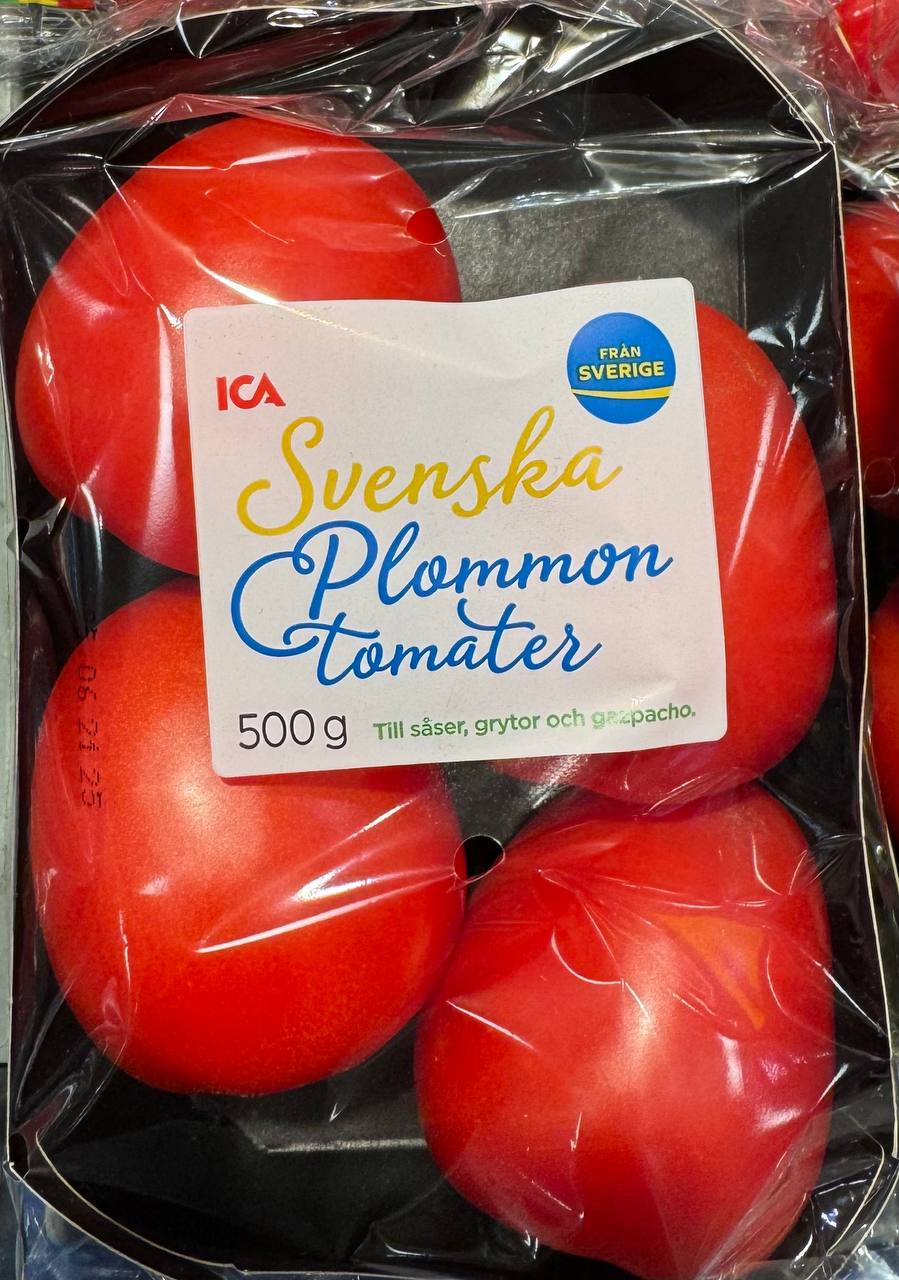 ICA
FRÅN
SVERIGE
Svenska
Plommon
tomater
500 g
Till såser, grytor och gazpacho.